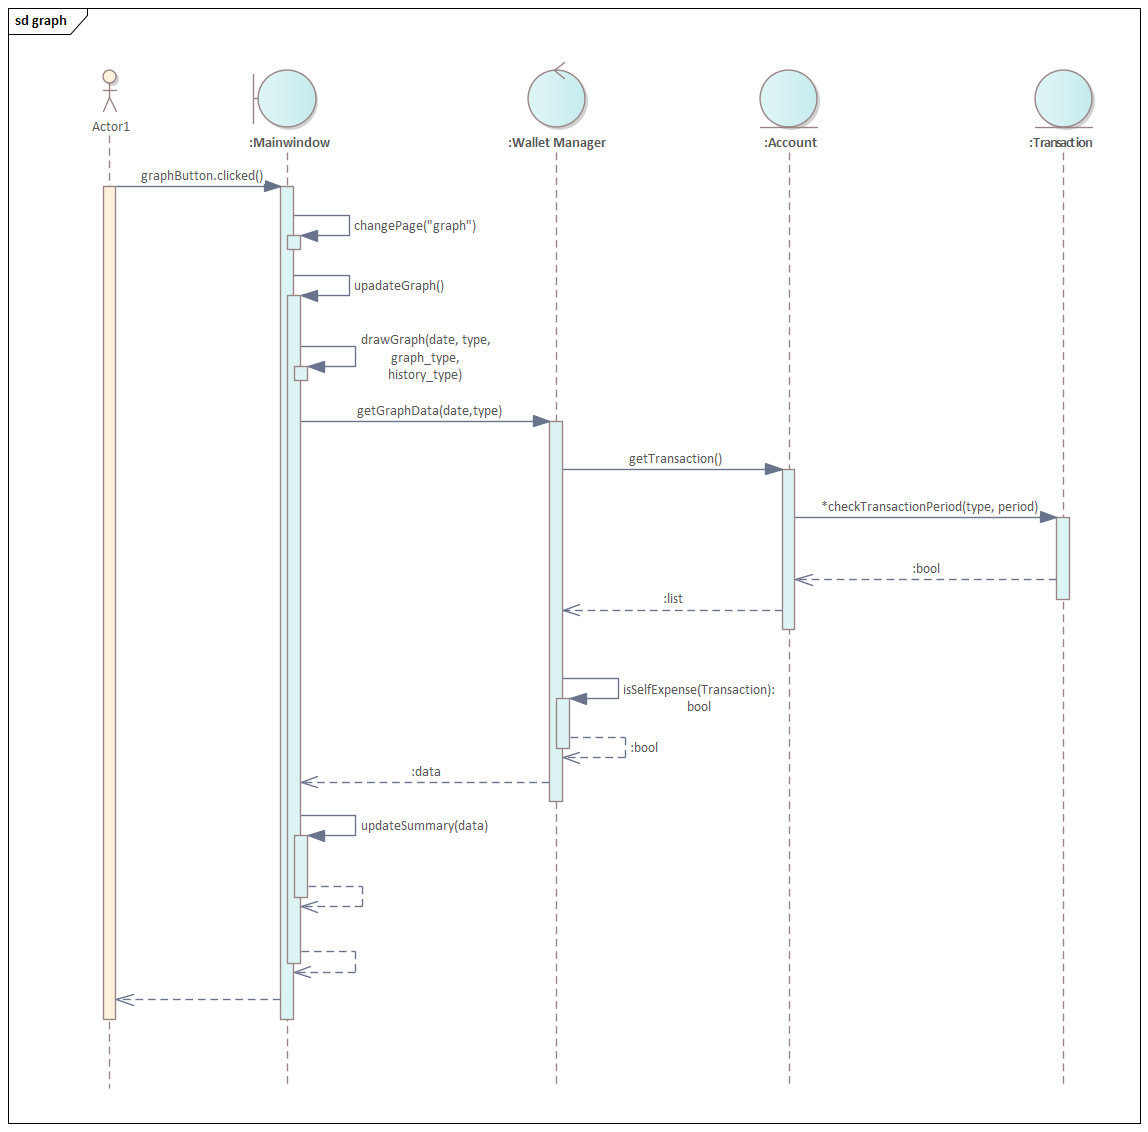 sd graph
Actor1
:Mainwindow
:Wallet Manager
:Account
:Transaction
graphButton.clicked()
changePage("graph")
upadateGraph()
drawGraph(date, type,
graph_type,
history_type)
getGraphData(date,type)
getTransaction()
*checkTransactionPeriod(type, period)
:bool
:list
isSelfExpense(Transaction):
bool
:bool
:data
updateSummary(data)